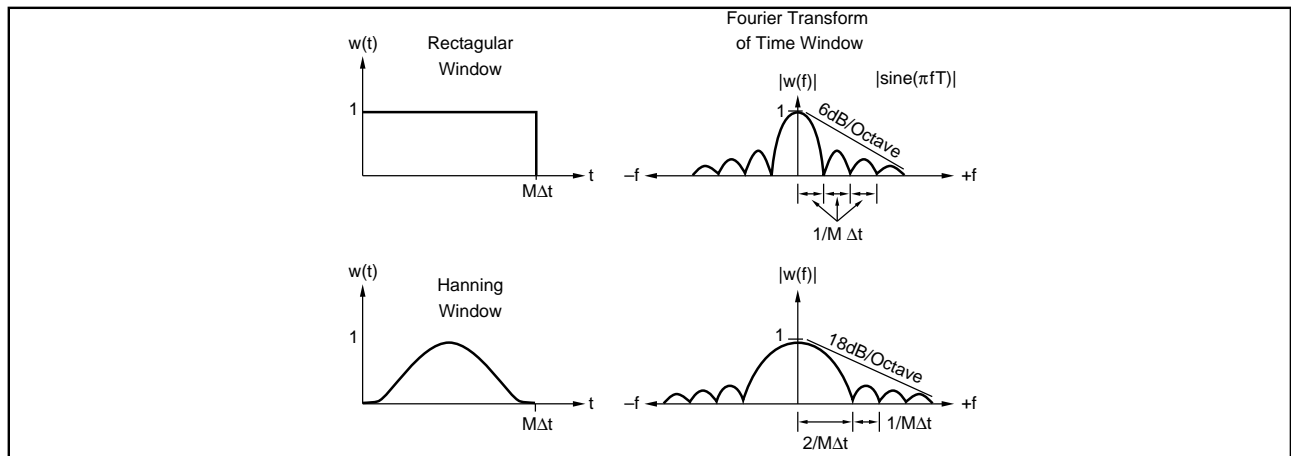 Fourier Transform
of Time Window
w(t)
Rectagular
Window
|w(f)|
|sine(πfT)|
1
1
6dB/Octave
t
–f
+f
MΔt
1/M Δt
w(t)
Hanning
Window
|w(f)|
1
1
18dB/Octave
t
–f
+f
MΔt
1/MΔt
2/MΔt